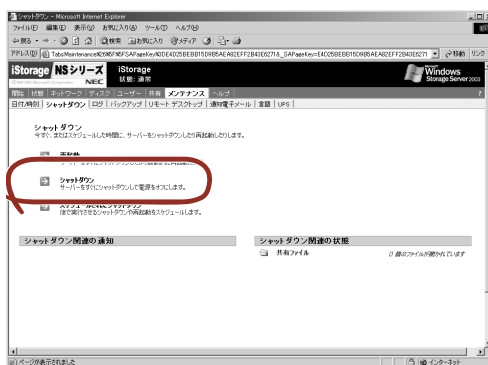 シャットダウン - Microsoft Internet Explorer
ファイル(F) 編集(E) 表示(V) お気に入り(A) ツール(T) ヘルプ(H)
戻る 検索 お気に入り メディア
アドレス(D) 移動 リンク
iStorage NSシリーズ NEC
iStorage
状態: 通常
Windows
Storage Server 2003
開始 状態 ネットワーク ディスク ユーザー 共有 メンテナンス ヘルプ ?
日付/時刻 | シャットダウン | ログ | バックアップ | リモート デスクトップ | 通知電子メール | 言語 | UPS |
シャットダウン
今すぐ、またはスケジュールした時間に、サーバーをシャットダウンしたり再起動したりします。
再起動
シャットダウン
サーバーをすぐにシャットダウンして電源をオフにします。
スケジュールされたシャットダウン
後で実行させるシャットダウンや再起動をスケジュールします。
シャットダウン関連の通知
シャットダウン関連の状態
共有ファイル
0 個のファイルが開かれています
ページが表示されました
インターネット